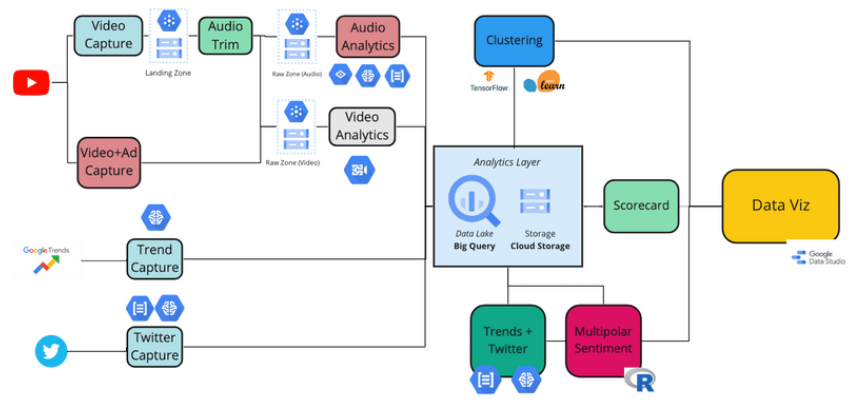 Video
Capture
Landing Zone
Audio
Trim
Raw Zone (Audio)
Audio
Analytics
Raw Zone (Video)
Video
Analytics
Video+Ad
Capture
Google Trends
Trend
Capture
Twitter
Capture
Clustering
TensorFlow
learn
Analytics Layer
Data Lake
Big Query
Storage
Cloud Storage
Scorecard
Data Viz
Google
Data Studio
Trends +
Twitter
Multipolar
Sentiment
R